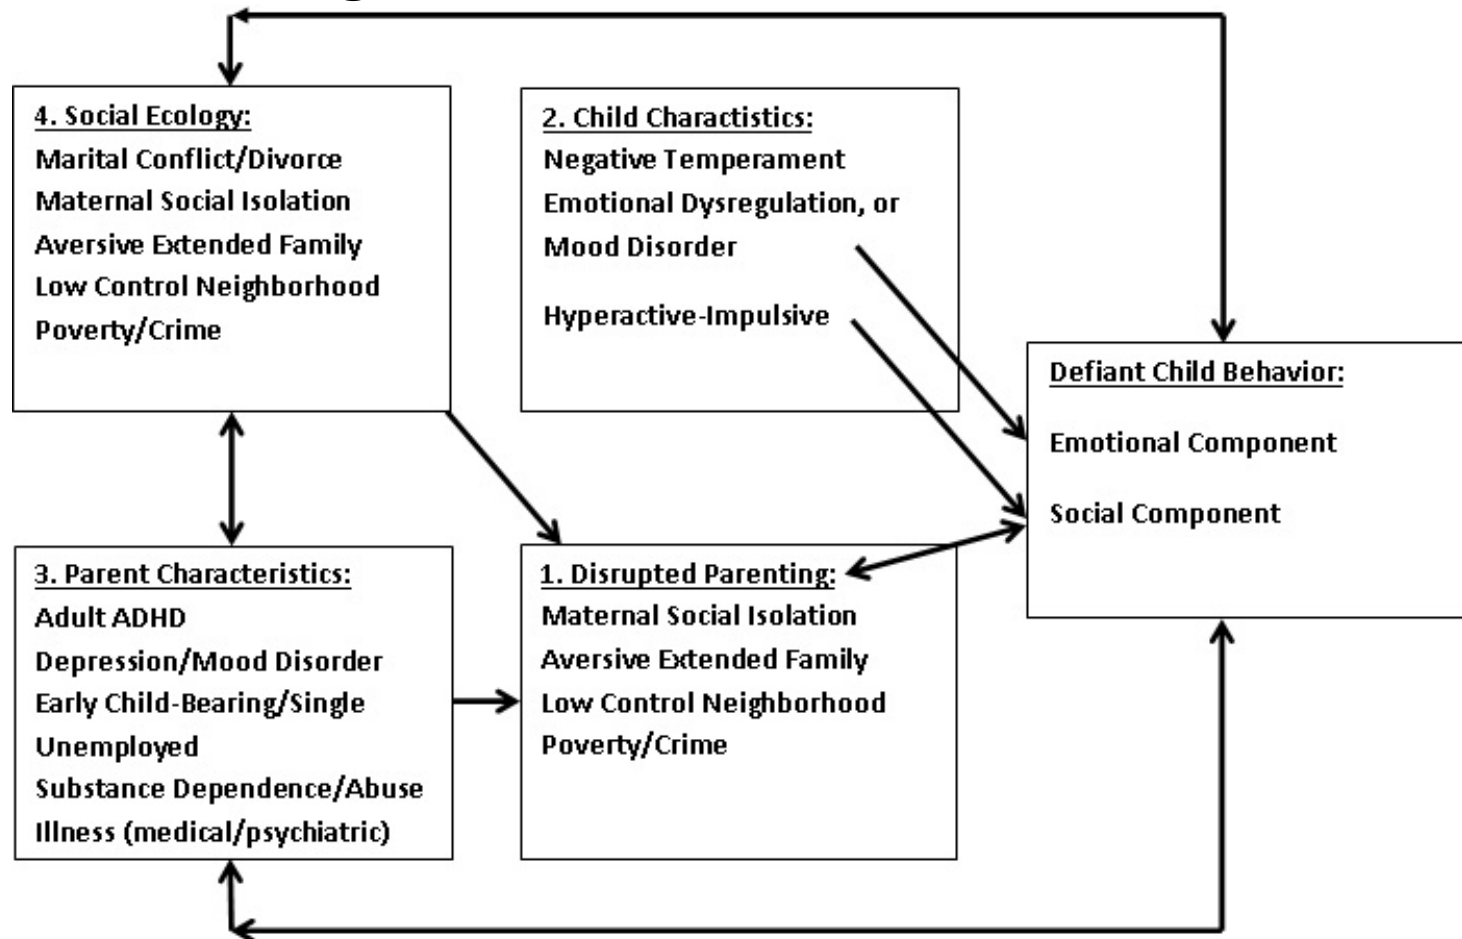 4. Social Ecology:
Marital Conflict/Divorce
Maternal Social Isolation
Aversive Extended Family
Low Control Neighborhood
Poverty/Crime
2. Child Charactistics:
Negative Temperament
Emotional Dysregulation, or
Mood Disorder
Hyperactive-Impulsive
Defiant Child Behavior:
Emotional Component
Social Component
3. Parent Characteristics:
Adult ADHD
Depression/Mood Disorder
Early Child-Bearing/Single
Unemployed
Substance Dependence/Abuse
Illness (medical/psychiatric)
1. Disrupted Parenting:
Maternal Social Isolation
Aversive Extended Family
Low Control Neighborhood
Poverty/Crime